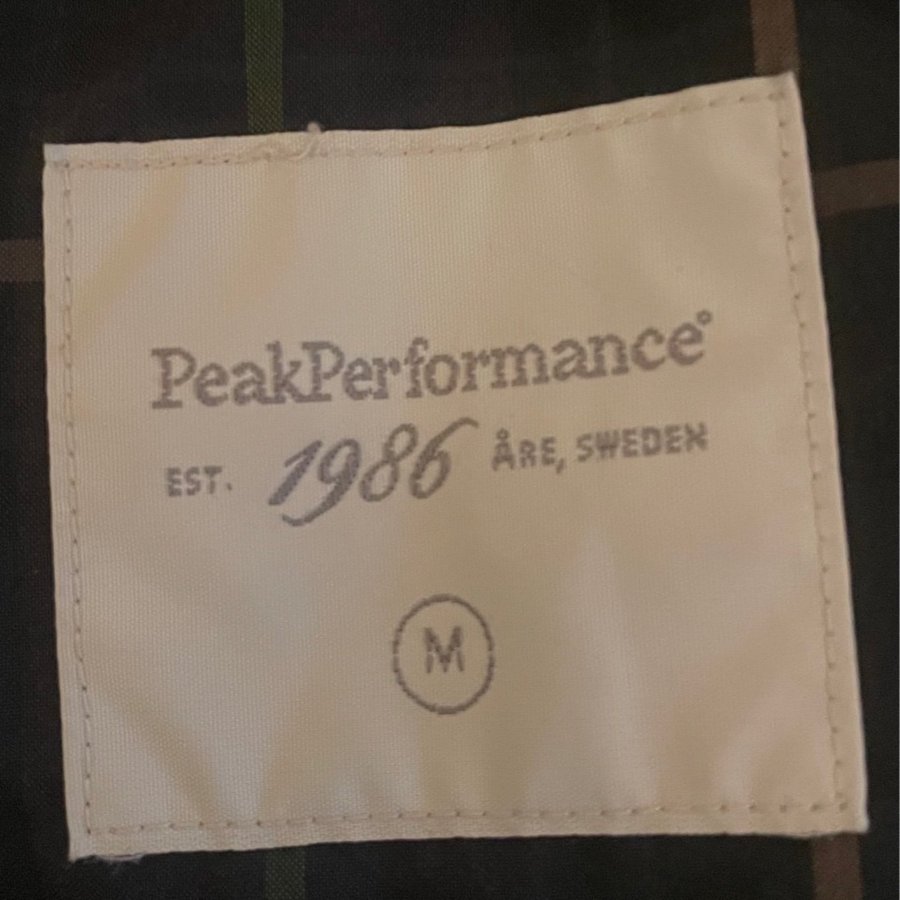 PeakPerformance°
EST. 1986 ÅRE, SWEDEN
M